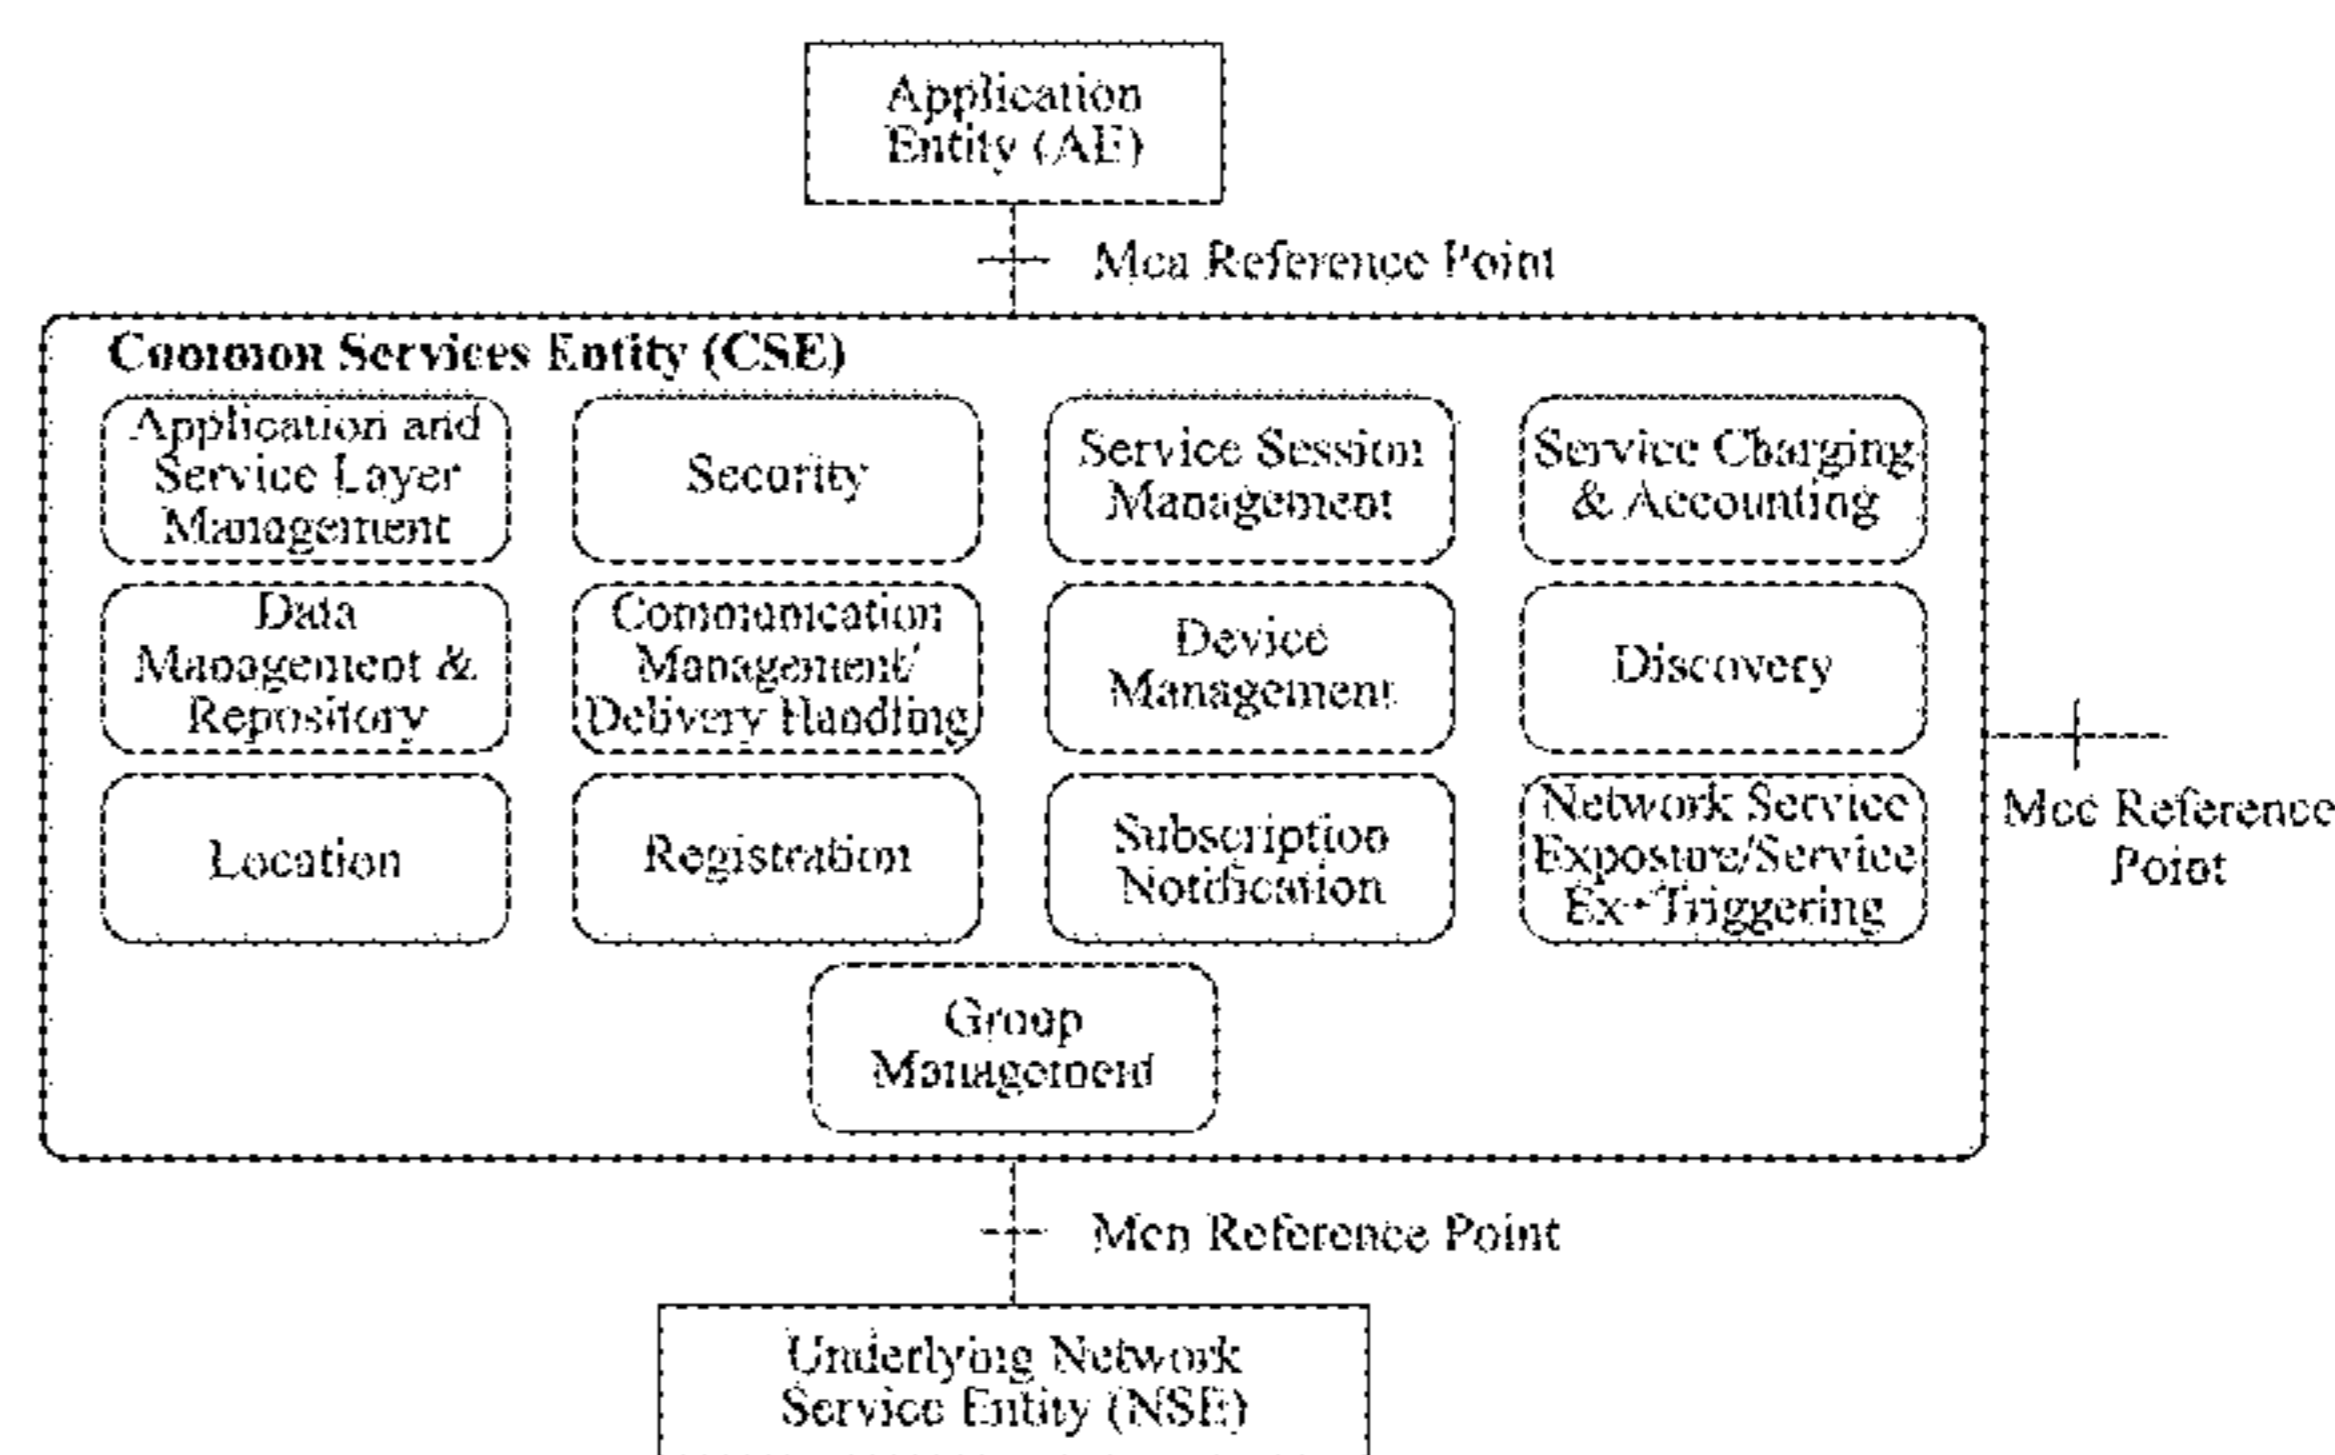 Application
Entity (AE)
Mca Reference Point
Common Services Entity (CSE)
Application and
Service Layer
Management
Security
Service Session
Management
Service Charging
& Accounting
Data
Management &
Repository
Communication
Management/
Delivery Handling
Device
Management
Discovery
Location
Registration
Subscription
Notification
Network Service
Exposure/Service
Ex+Triggering
Mcc Reference
Point
Group
Management
Mcn Reference Point
Underlying Network
Service Entity (NSE)